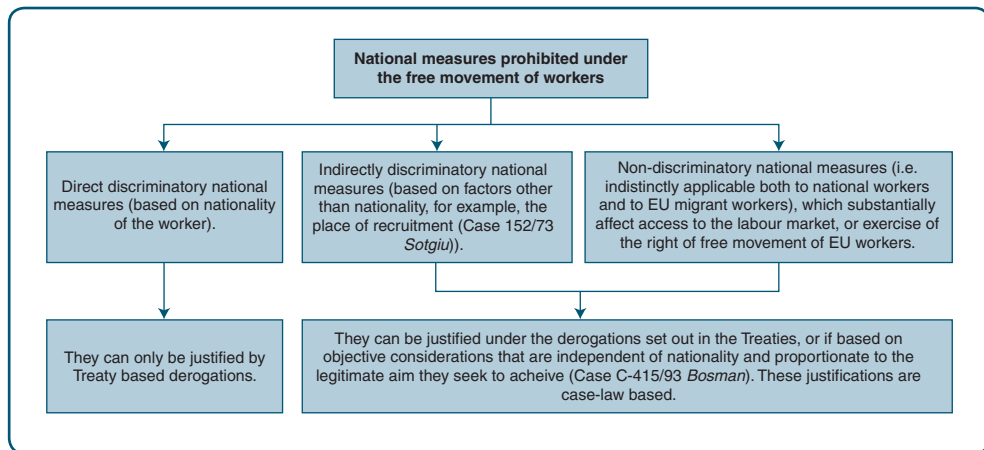 National measures prohibited under
the free movement of workers
Direct discriminatory national
measures (based on nationality
of the worker).
Indirectly discriminatory national
measures (based on factors other
than nationality, for example, the
place of recruitment (Case 152/73
Sotgiu)).
Non-discriminatory national measures (i.e.
indistinctly applicable both to national workers
and to EU migrant workers), which substantially
affect access to the labour market, or exercise of
the right of free movement of EU workers.
They can only be justified by
Treaty based derogations.
They can be justified under the derogations set out in the Treaties, or if based on
objective considerations that are independent of nationality and proportionate to the
legitimate aim they seek to acheive (Case C-415/93 Bosman). These justifications are
case-law based.